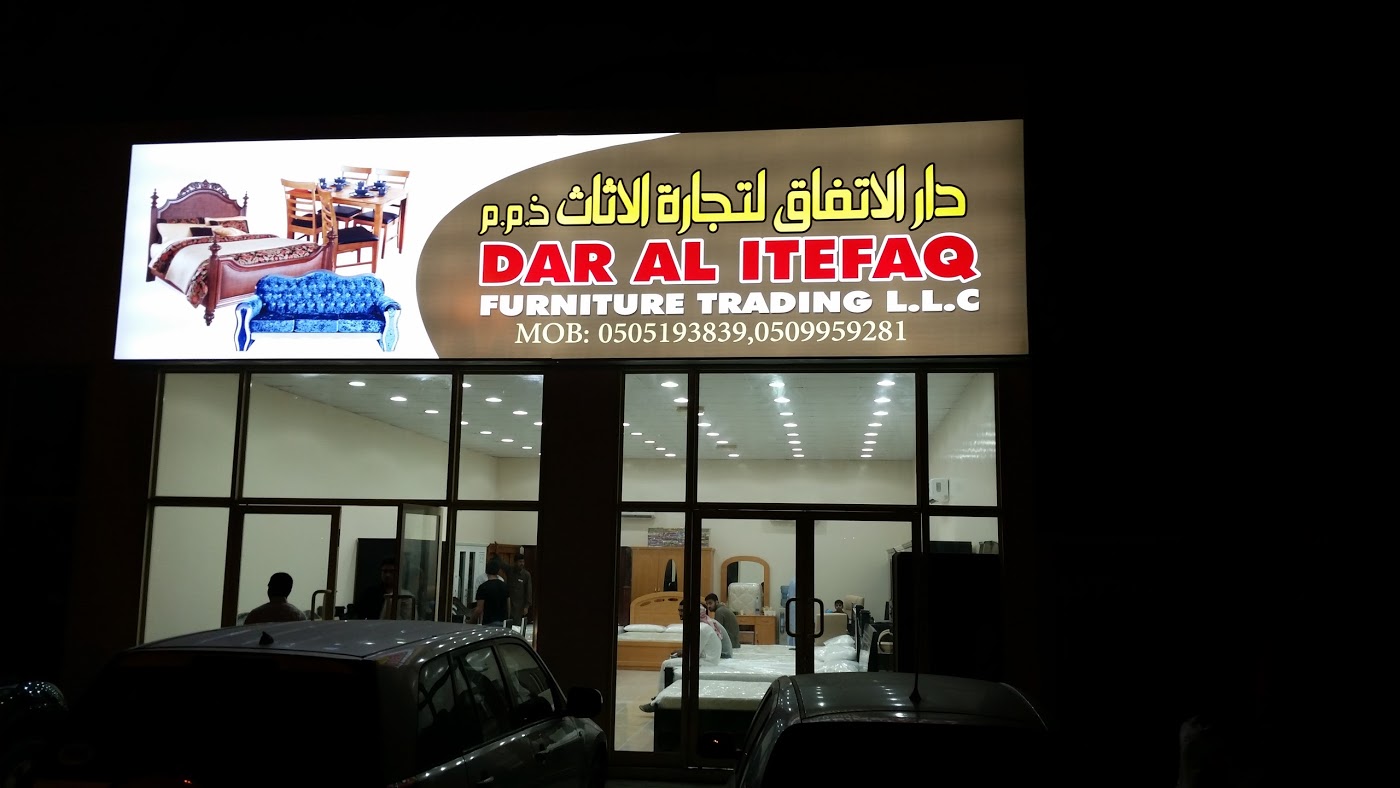 دار الاتفاق لتجارة الاثاث ذ.م.م
DAR AL ITEFAQ
FURNITURE TRADING L.L.C
MOB: 0505193839,0509959281